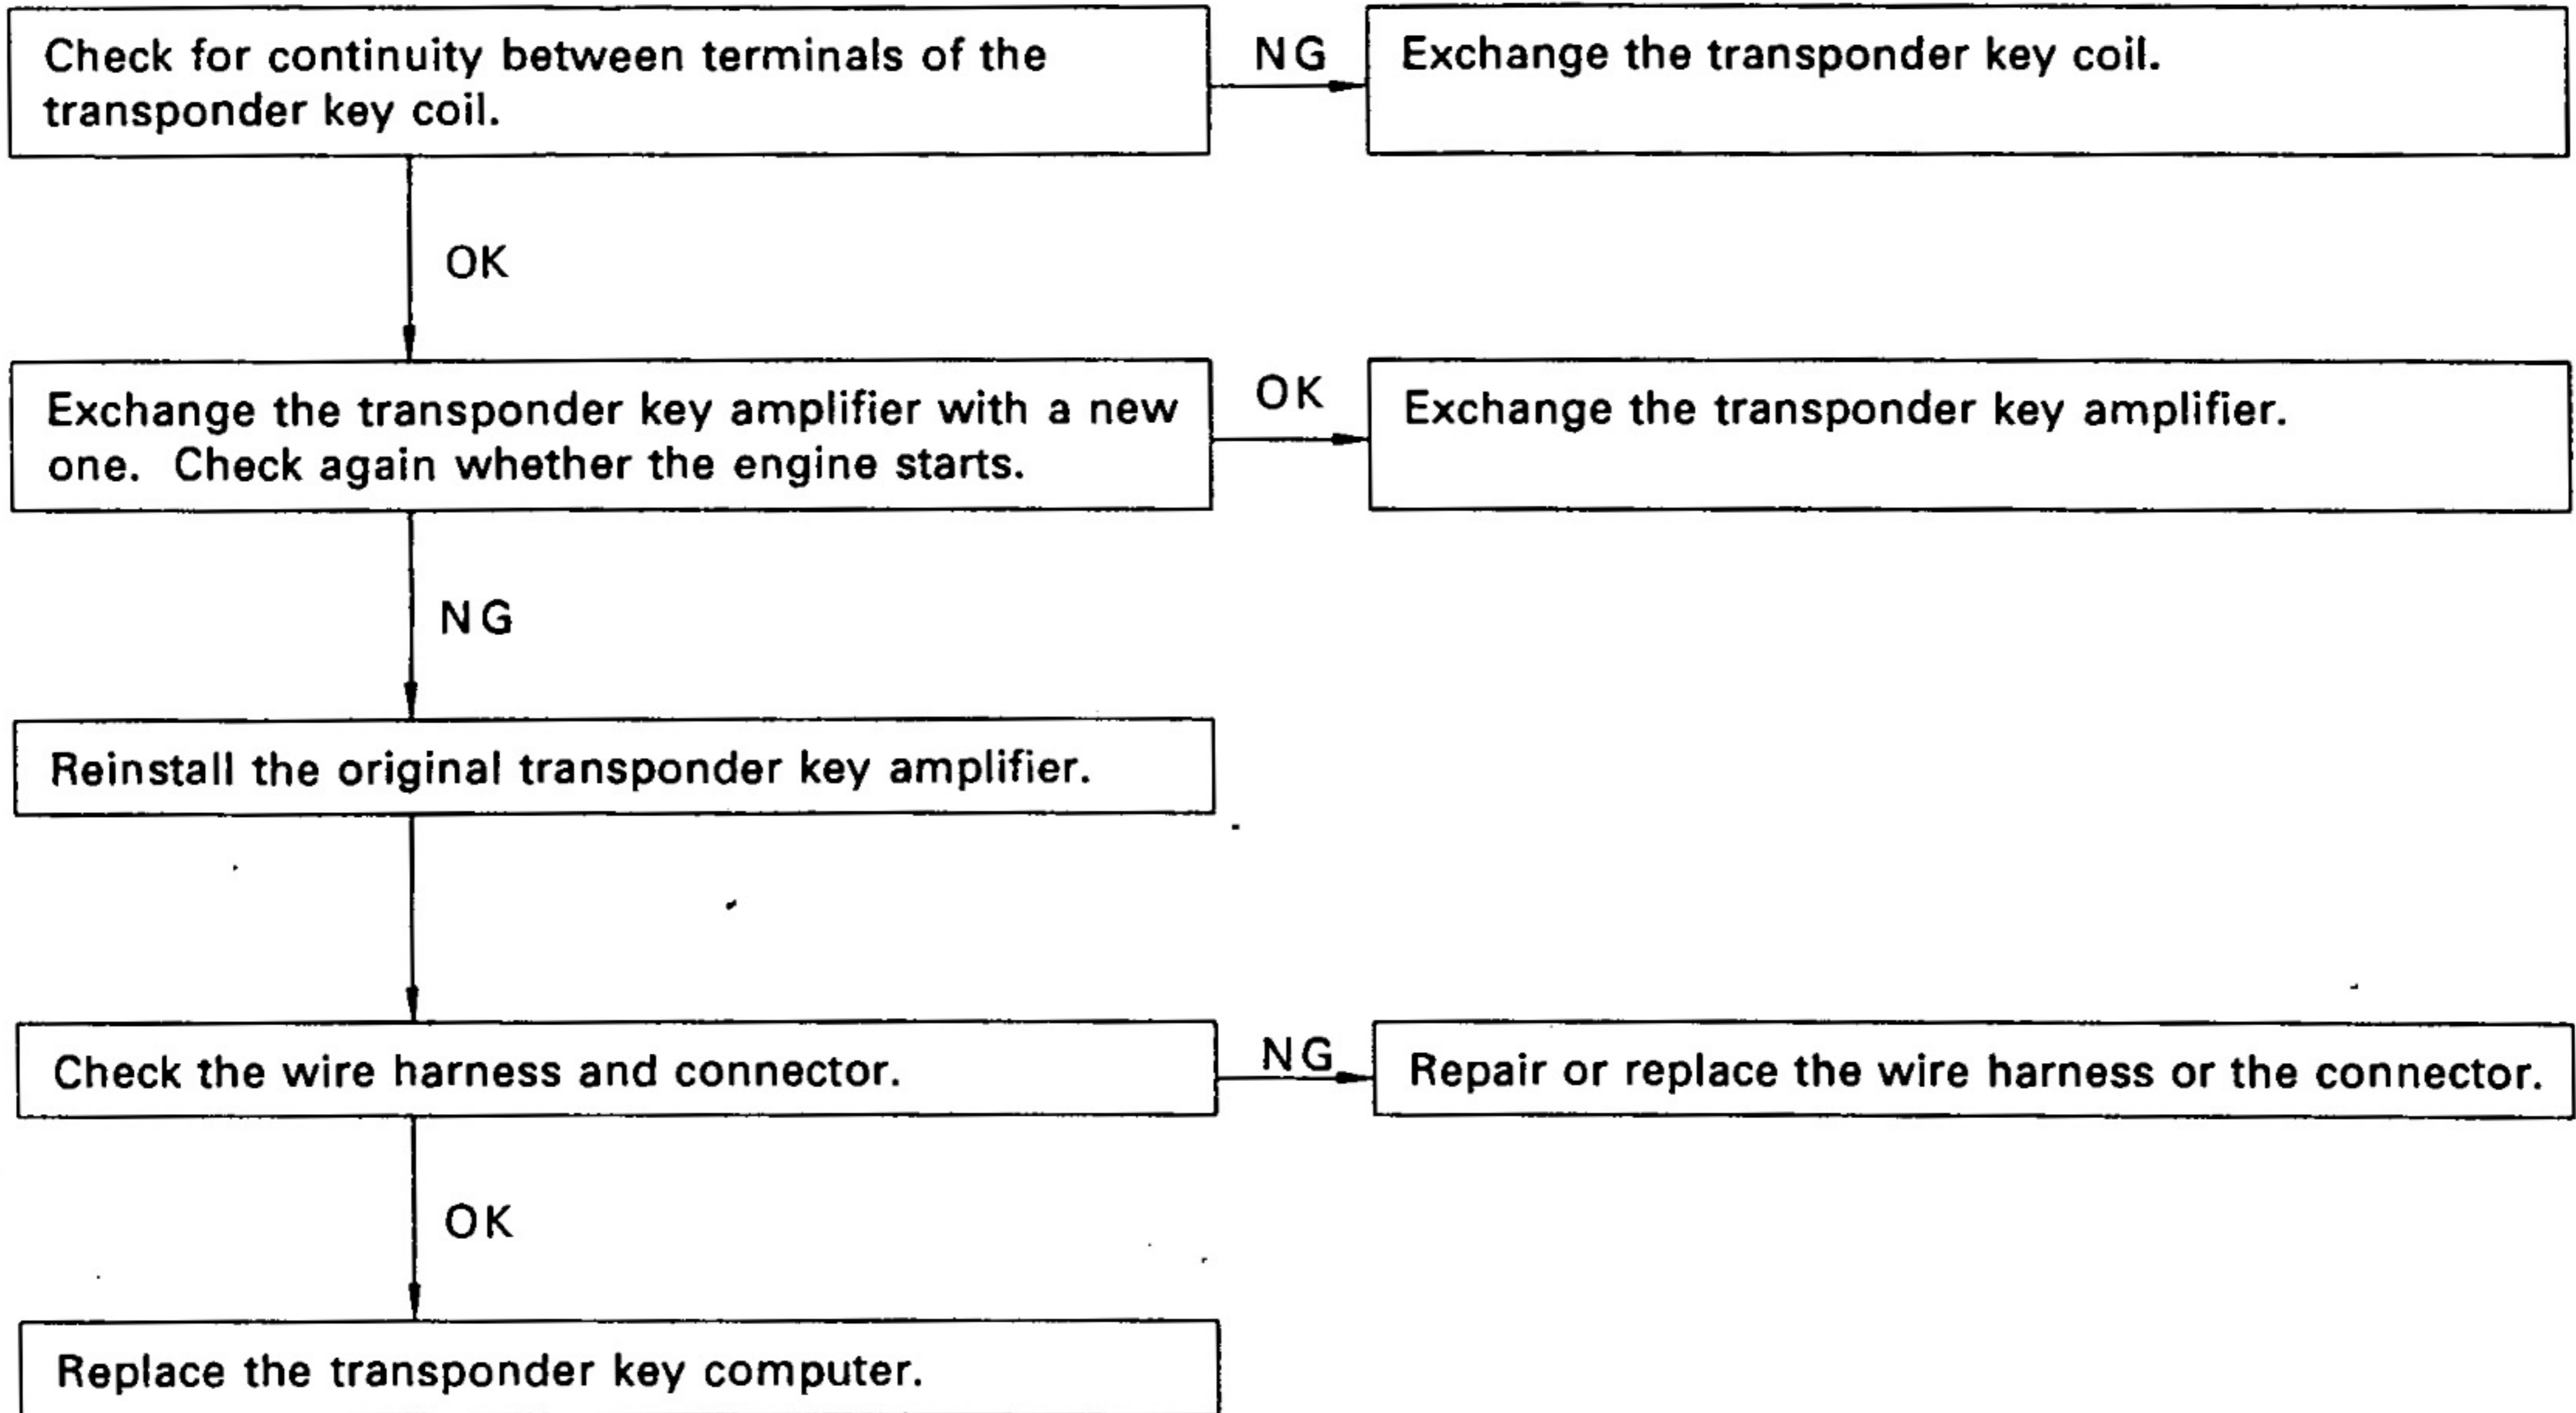 Check for continuity between terminals of the
transponder key coil.
NG
Exchange the transponder key coil.
OK
Exchange the transponder key amplifier with a new
one. Check again whether the engine starts.
OK
Exchange the transponder key amplifier.
NG
Reinstall the original transponder key amplifier.
Check the wire harness and connector.
NG
Repair or replace the wire harness or the connector.
OK
Replace the transponder key computer.